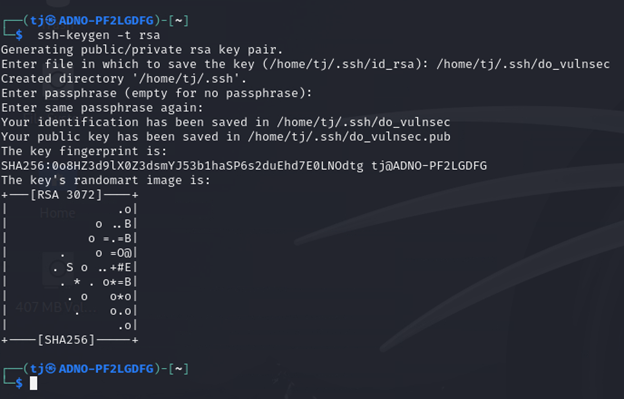 ┌──(tj㉿ADNO-PF2LGDFG)-[~]
└─$ ssh-keygen -t rsa
Generating public/private rsa key pair.
Enter file in which to save the key (/home/tj/.ssh/id_rsa): /home/tj/.ssh/do_vulnsec
Created directory '/home/tj/.ssh'.
Enter passphrase (empty for no passphrase):
Enter same passphrase again:
Your identification has been saved in /home/tj/.ssh/do_vulnsec
Your public key has been saved in /home/tj/.ssh/do_vulnsec.pub
The key fingerprint is:
SHA256:0o8HZ3d9lX0Z3dsmYJ53b1haSP6s2duEhd7E0LNOdtg tj@ADNO-PF2LGDFG
The key's randomart image is:
+---[RSA 3072]----+
|               .o|
|            o ..B|
|           o =.=B|
|       .    o =O@|
|      . S o ..+#E|
|       . * . o*=B|
|        . o   o*o|
|         .    o.o|
|               .o|
+----[SHA256]-----+
Home
407 MB Vol...
┌──(tj㉿ADNO-PF2LGDFG)-[~]
└─$